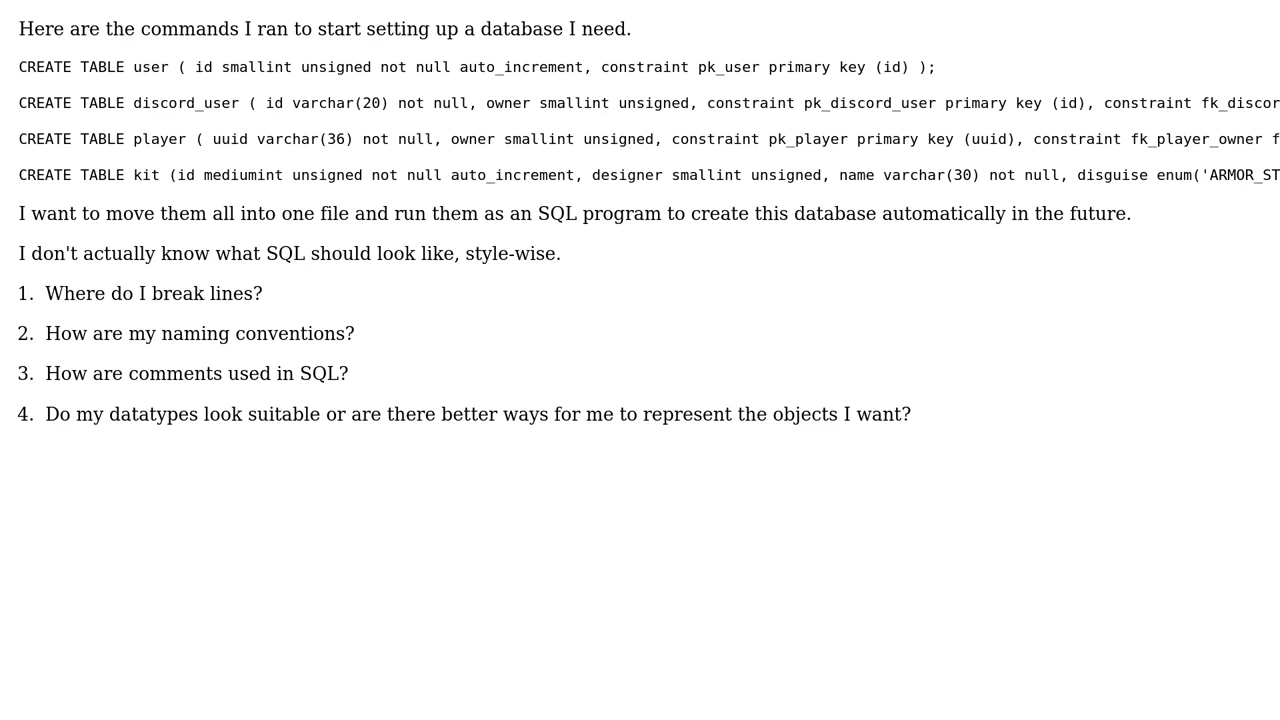 Here are the commands I ran to start setting up a database I need.
CREATE TABLE user ( id smallint unsigned not null auto_increment, constraint pk_user primary key (id) );
CREATE TABLE discord_user ( id varchar(20) not null, owner smallint unsigned, constraint pk_discord_user primary key (id), constraint fk_discor
CREATE TABLE player ( uuid varchar(36) not null, owner smallint unsigned, constraint pk_player primary key (uuid), constraint fk_player_owner f
CREATE TABLE kit (id mediumint unsigned not null auto_increment, designer smallint unsigned, name varchar(30) not null, disguise enum('ARMOR_ST
I want to move them all into one file and run them as an SQL program to create this database automatically in the future.
I don't actually know what SQL should look like, style-wise.
1. Where do I break lines?
2. How are my naming conventions?
3. How are comments used in SQL?
4. Do my datatypes look suitable or are there better ways for me to represent the objects I want?